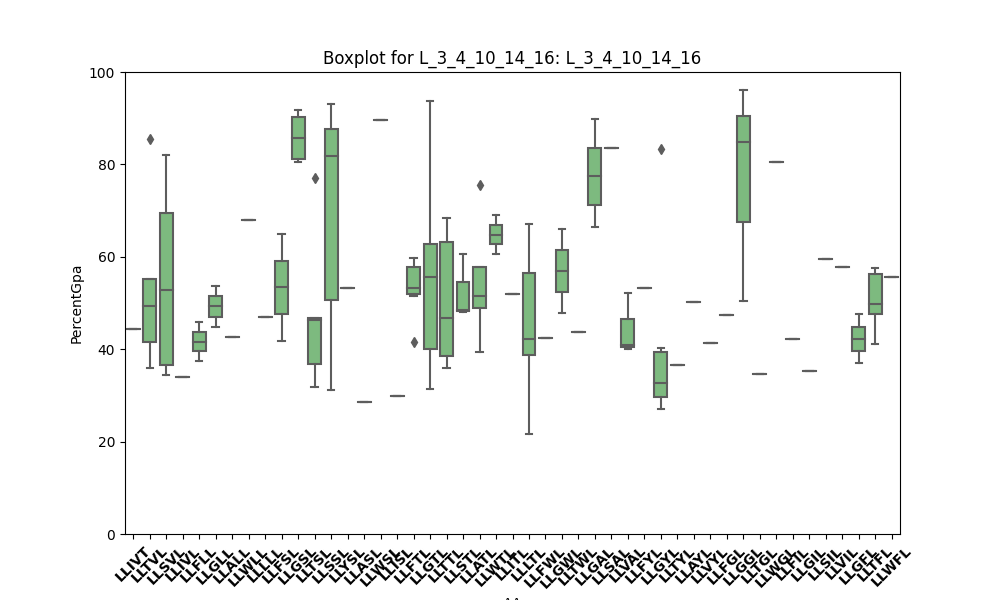 Boxplot for L_3_4_10_14_16: L_3_4_10_14_16
PercentGpa
100
80
60
40
20
0
LLIVT
LLTVL
LLSVL
LLIVL
LLFLL
LLGLL
LLALL
LLWLL
LLLLL
LLFSL
LLGSL
LLTSL
LLSSL
LLYSL
LLASL
LLWSL
LLISL
LLFTL
LLGTL
LLTTL
LLSTL
LLATL
LLWTL
LLITL
LLLTL
LLFWL
LLGWL
LLTWL
LLGAL
LLSAL
LLVAL
LLFYL
LLGYL
LLTYL
LLAYL
LLVYL
LLFGL
LLGGL
LLTGL
LLWGL
LLFIL
LLGIL
LLSIL
LLVIL
LLGFL
LLTFL
LLWFL